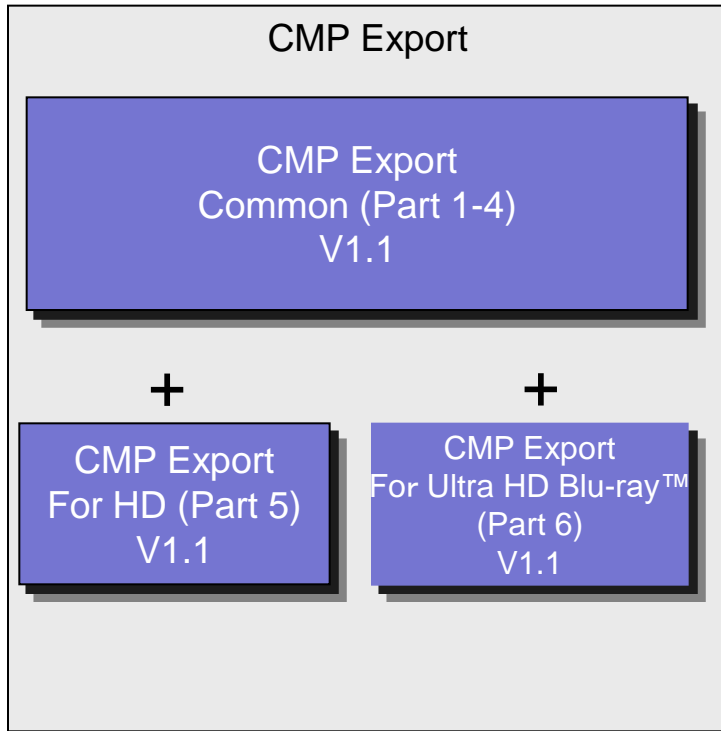 CMP Export
CMP Export
Common (Part 1-4)
V1.1
+
+
CMP Export
For HD (Part 5)
V1.1
CMP Export
For Ultra HD Blu-ray™
(Part 6)
V1.1